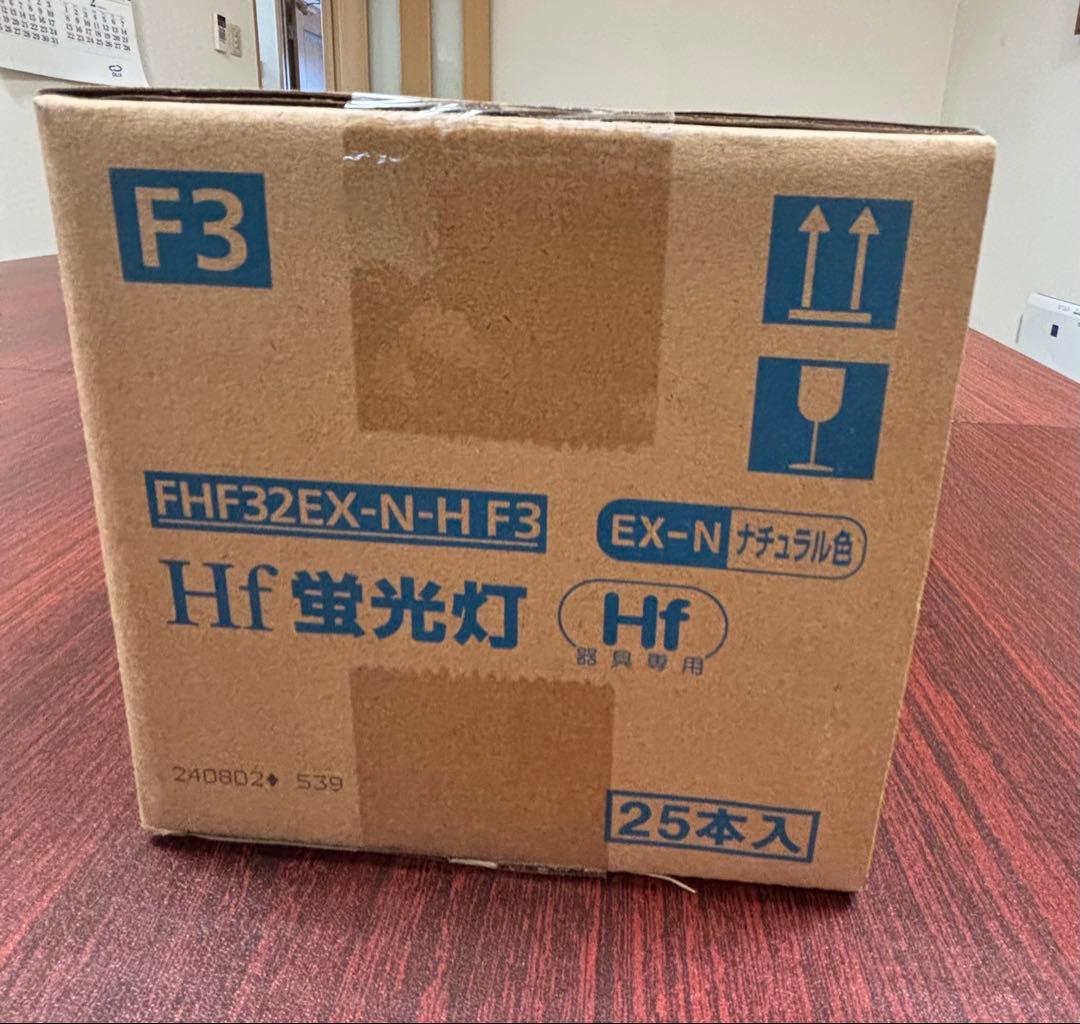 2
F3
FHF32EX-N-H F3
EX-N ナチュラル色
Hf 蛍光灯
Hf
器具専用
240802♦ 539
25本入